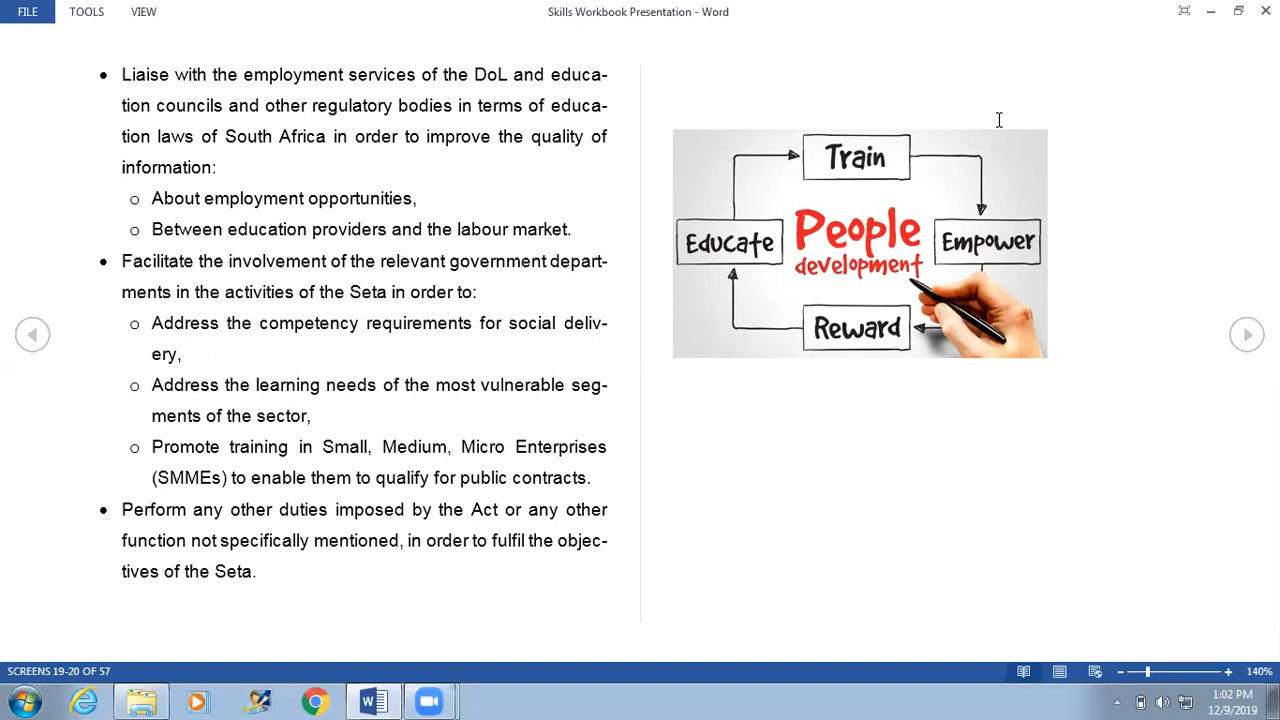 FILE TOOLS VIEW Skills Workbook Presentation - Word
• Liaise with the employment services of the DoL and educa-
tion councils and other regulatory bodies in terms of educa-
tion laws of South Africa in order to improve the quality of
information:
o About employment opportunities,
o Between education providers and the labour market.
• Facilitate the involvement of the relevant government depart-
ments in the activities of the Seta in order to:
o Address the competency requirements for social deliv-
ery,
o Address the learning needs of the most vulnerable seg-
ments of the sector,
o Promote training in Small, Medium, Micro Enterprises
(SMMEs) to enable them to qualify for public contracts.
• Perform any other duties imposed by the Act or any other
function not specifically mentioned, in order to fulfil the objec-
tives of the Seta.
Train
People
development
Educate
Empower
Reward
SCREENS 19-20 OF 57
140%
1:02 PM
12/9/2019